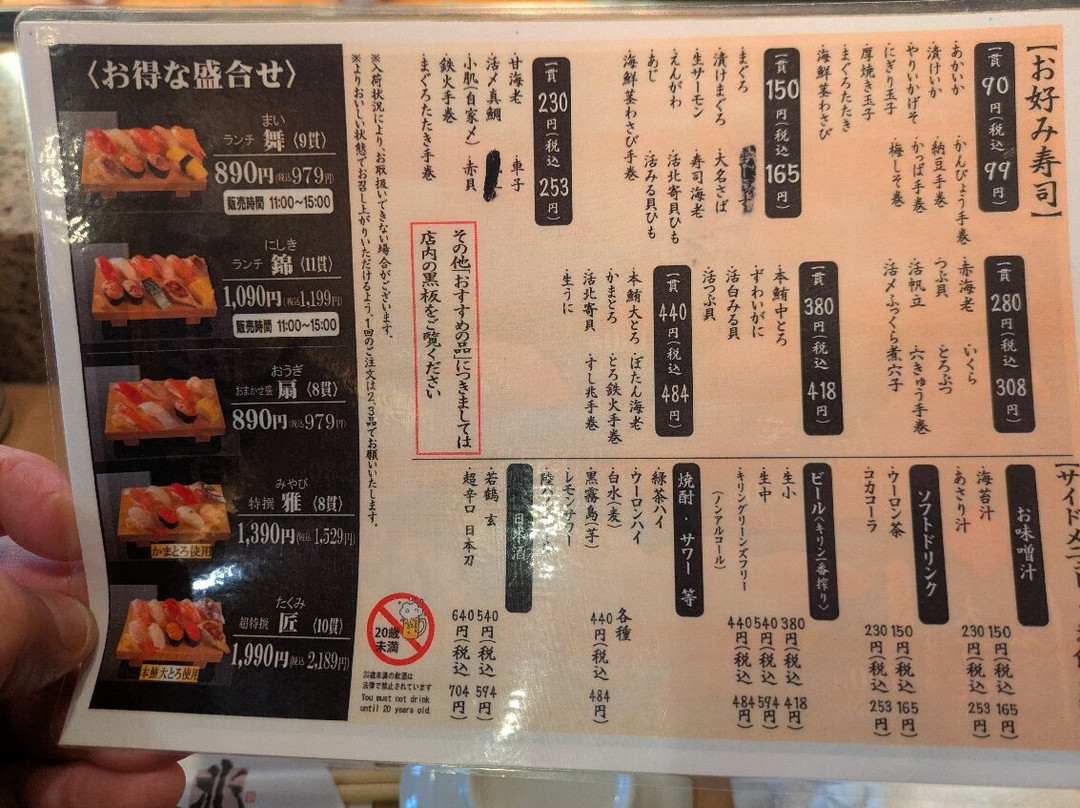 【お好み寿司】
一貫 90円(税込 99円)
・あかいか
・漬けいか
・やりいかげそ
・にぎり玉子
・厚焼き玉子
・まぐろたたき
・海鮮茎わさび
・かんぴょう手巻
・納豆手巻
・かっぱ手巻
・梅しそ巻
一貫 150円(税込 165円)
・まぐろ
・漬けまぐろ
・生サーモン
・えんがわ
・あじ
・海鮮茎わさび手巻
・大名さば
・寿司海老
・活北寄貝ひも
・活みる貝ひも
一貫 230円(税込 253円)
・甘海老
・活〆真鯛
・小肌(自家〆)
・鉄火手巻
・まぐろたたき手巻
・車子
・赤貝
※入荷状況により、お取扱いできない場合がございます。
※よりおいしい状態でお召し上がりいただけるよう、1回のご注文は2、3品でお願いいたします。
一貫 280円(税込 308円)
・赤海老
・つぶ貝
・活帆立
・活〆ふっくら煮穴子
・いくら
・とろぶつ
・穴きゅう手巻
一貫 380円(税込 418円)
・本鮪中とろ
・ずわいがに
・活白みる貝
・活つぶ貝
一貫 440円(税込 484円)
・本鮪大とろ
・かまとろ
・活北寄貝
・生うに
・ぼたん海老
・とろ鉄火手巻
・すし兆手巻
その他「おすすめの品」につきましては
店内の黒板をご覧ください
お味噌汁
・海苔汁 150円(税込 165円)
・あさり汁 230円(税込 253円)
ソフトドリンク
・ウーロン茶 150円(税込 165円)
・コカコーラ 230円(税込 253円)
ビール〈キリン一番搾り〉
・生小 380円(税込 418円)
・生中 540円(税込 594円)
・キリングリーンズフリー 440円(税込 484円)
(ノンアルコール)
焼酎・サワー 等
・緑茶ハイ
・ウーロンハイ
・白水(麦)
・黒霧島(芋)
・レモンサワー
各種
440円(税込 484円)
日本酒
・若鶴 玄 540円(税込 594円)
・超辛口 日本刀 640円(税込 704円)
20歳
未満
20歳未満の飲酒は
法律で禁止されています
You must not drink
until 20 years old.
〈お得な盛合せ〉
まい
ランチ 舞〈9貫〉
890円(税込979円)
販売時間 11:00~15:00
にしき
ランチ 錦〈11貫〉
1,090円(税込1,199円)
販売時間 11:00~15:00
おうぎ
おまかせ盛 扇〈8貫〉
890円(税込979円)
みやび
特撰 雅〈8貫〉
1,390円(税込1,529円)
かまとろ使用
たくみ
超特撰 匠〈10貫〉
1,990円(税込2,189円)
本鮪大とろ使用